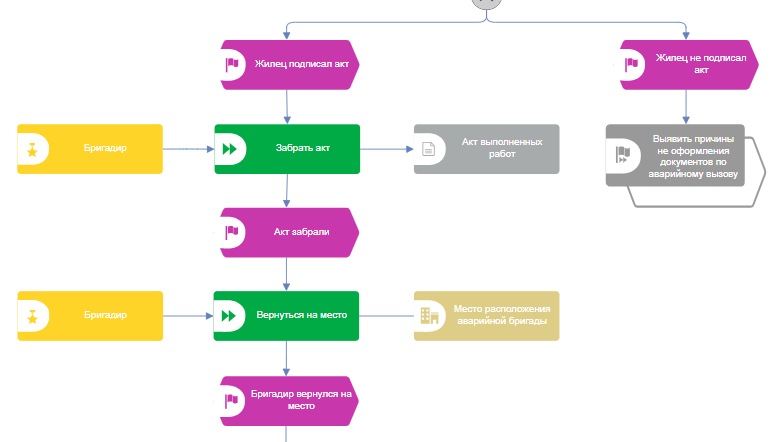 Жилец подписал акт
Жилец не подписал
акт
Бригадир
Забрать акт
Акт выполненных
работ
Выявить причины
не оформления
документов по
аварийному вызову
Акт забрали
Бригадир
Вернуться на место
Место расположения
аварийной бригады
Бригадир вернулся на
место